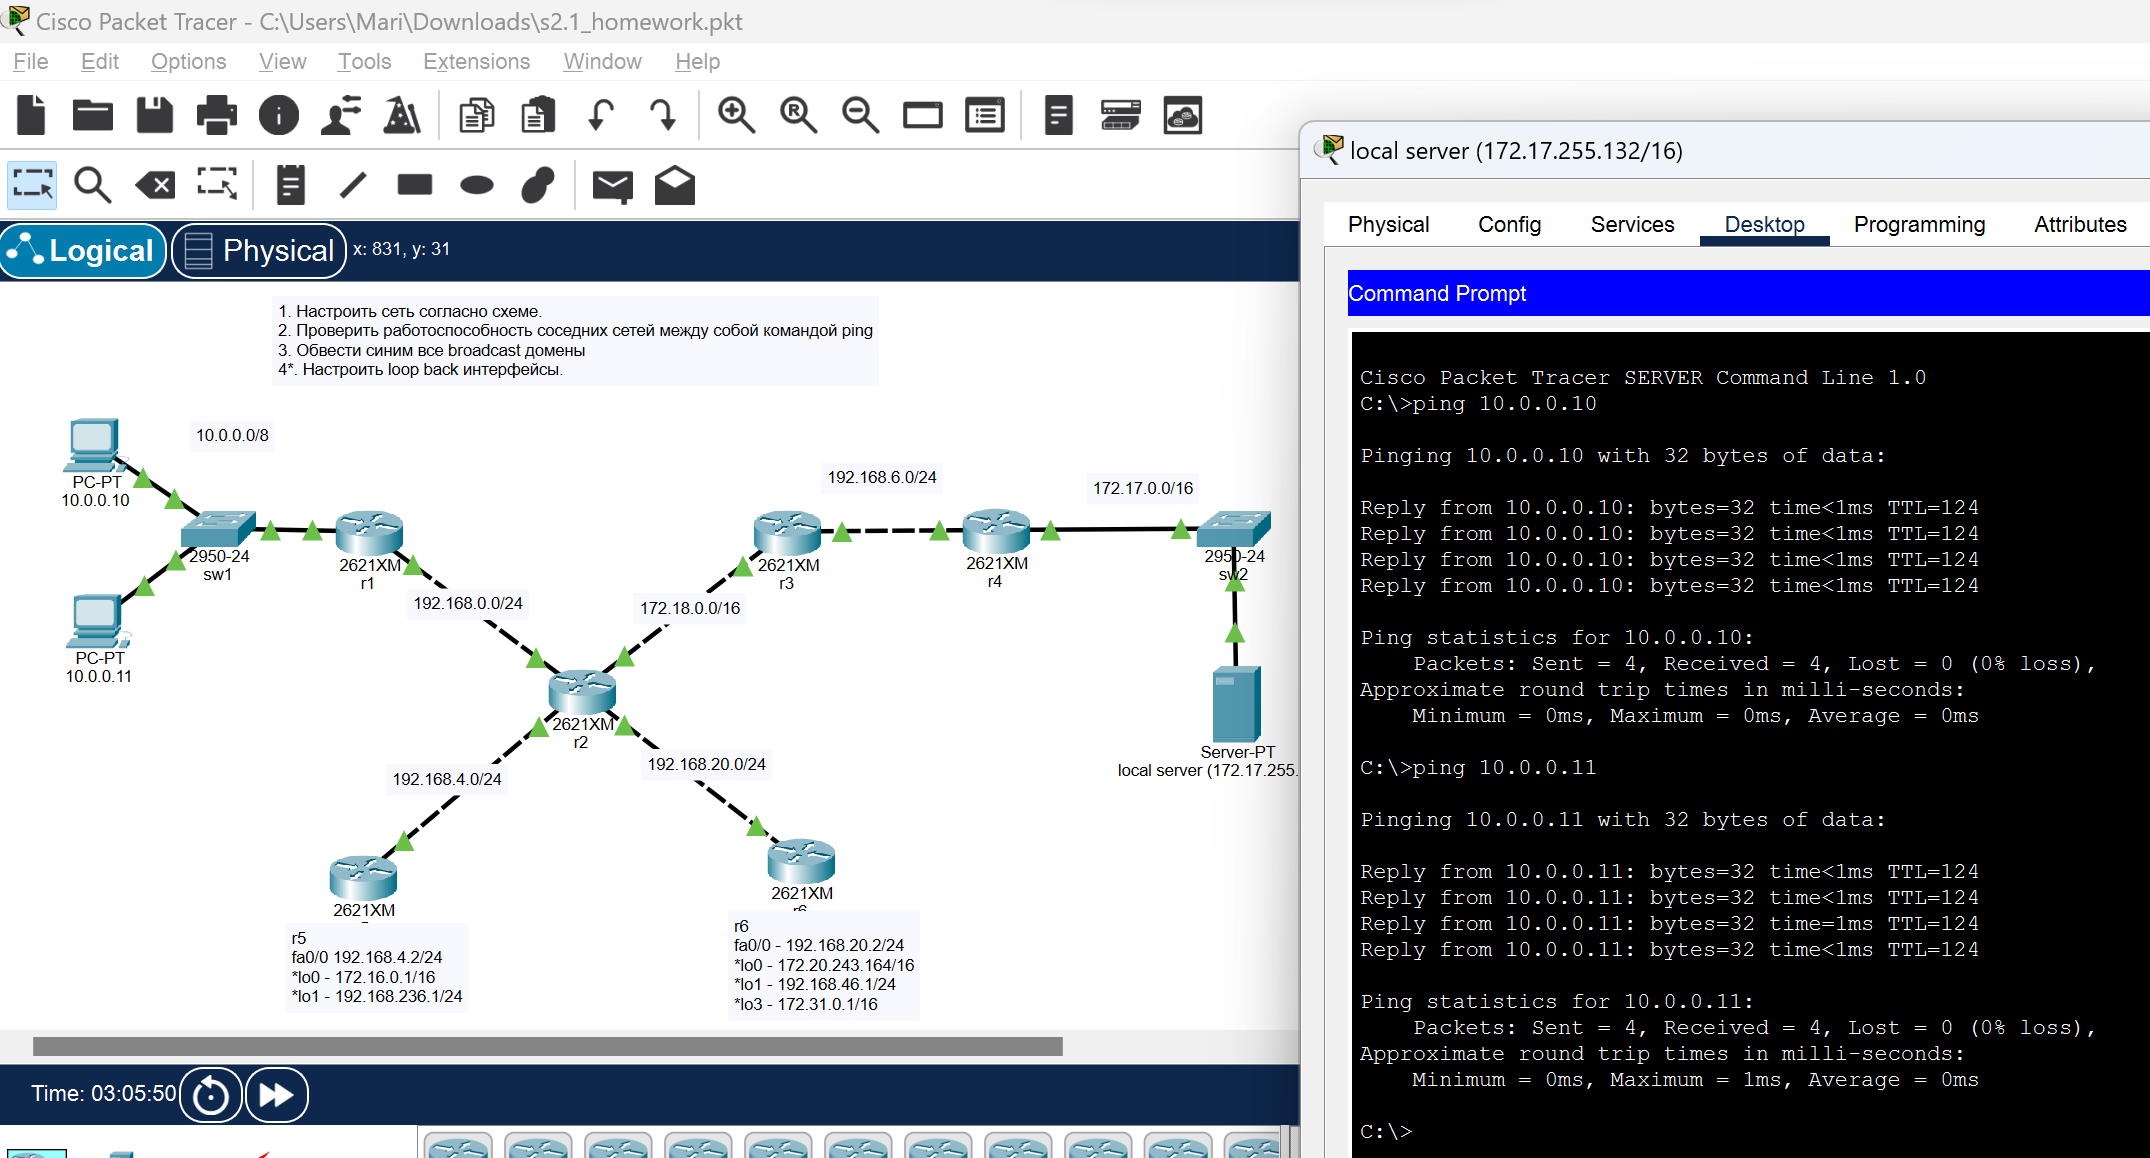 Cisco Packet Tracer - C:\Users\Mari\Downloads\s2.1_homework.pkt
File Edit Options View Tools Extensions Window Help
Logical
Physical
x: 831, y: 31
1. Настроить сеть согласно схеме.
2. Проверить работоспособность соседних сетей между собой командой ping
3. Обвести синим все broadcast домены
4*. Настроить loop back интерфейсы.
10.0.0.0/8
PC-PT
10.0.0.10
2950-24
sw1
PC-PT
10.0.0.11
2621XM
r1
192.168.0.0/24
172.18.0.0/16
2621XM
r3
192.168.6.0/24
2621XM
r4
172.17.0.0/16
2950-24
sw2
Server-PT
local server (172.17.255.
2621XM
r2
192.168.4.0/24
192.168.20.0/24
2621XM
r5
fa0/0 192.168.4.2/24
*lo0 - 172.16.0.1/16
*lo1 - 192.168.236.1/24
2621XM
r6
r6
fa0/0 - 192.168.20.2/24
*lo0 - 172.20.243.164/16
*lo1 - 192.168.46.1/24
*lo3 - 172.31.0.1/16
Time: 03:05:50
local server (172.17.255.132/16)
Physical Config Services Desktop Programming Attributes
Command Prompt
Cisco Packet Tracer SERVER Command Line 1.0
C:\>ping 10.0.0.10
Pinging 10.0.0.10 with 32 bytes of data:
Reply from 10.0.0.10: bytes=32 time<1ms TTL=124
Reply from 10.0.0.10: bytes=32 time<1ms TTL=124
Reply from 10.0.0.10: bytes=32 time<1ms TTL=124
Reply from 10.0.0.10: bytes=32 time<1ms TTL=124
Ping statistics for 10.0.0.10:
Packets: Sent = 4, Received = 4, Lost = 0 (0% loss),
Approximate round trip times in milli-seconds:
Minimum = 0ms, Maximum = 0ms, Average = 0ms
C:\>ping 10.0.0.11
Pinging 10.0.0.11 with 32 bytes of data:
Reply from 10.0.0.11: bytes=32 time<1ms TTL=124
Reply from 10.0.0.11: bytes=32 time<1ms TTL=124
Reply from 10.0.0.11: bytes=32 time=1ms TTL=124
Reply from 10.0.0.11: bytes=32 time<1ms TTL=124
Ping statistics for 10.0.0.11:
Packets: Sent = 4, Received = 4, Lost = 0 (0% loss),
Approximate round trip times in milli-seconds:
Minimum = 0ms, Maximum = 1ms, Average = 0ms
C:\>